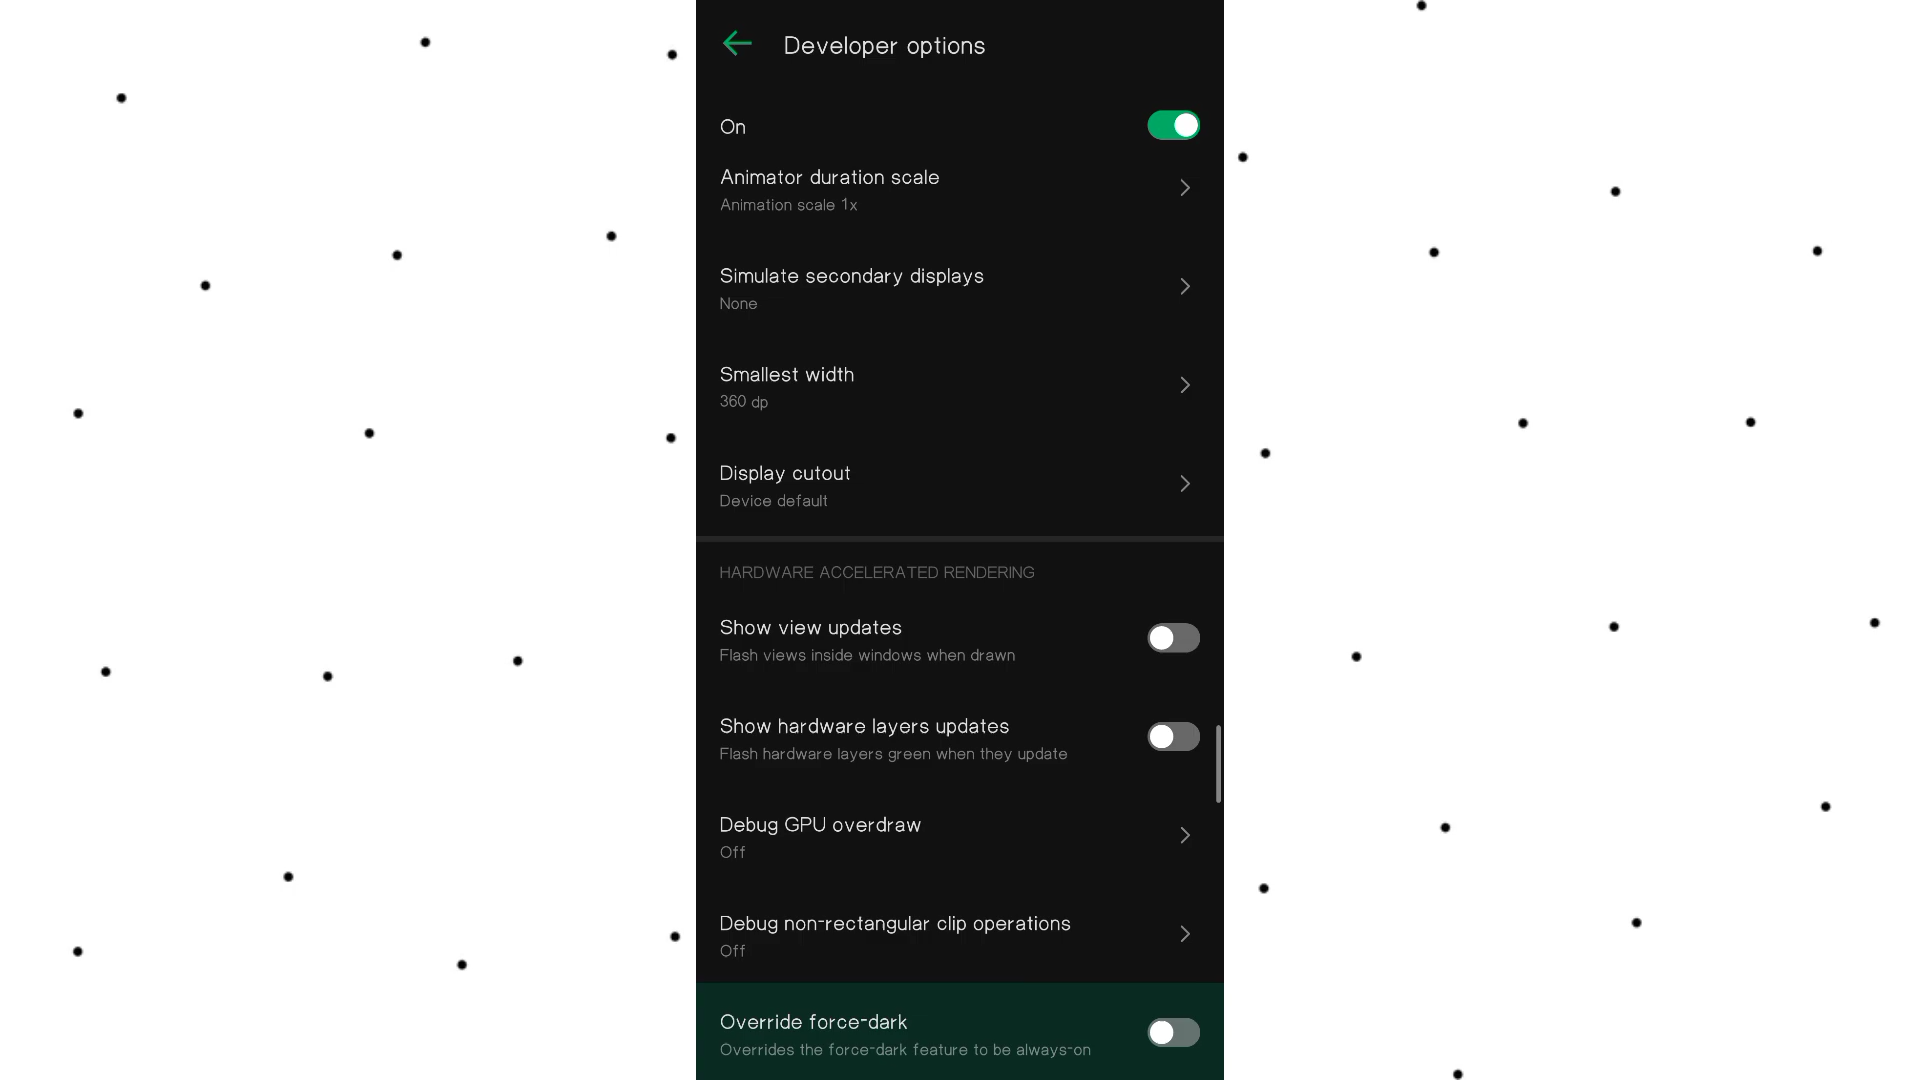 Developer options
On
Animator duration scale
Animation scale 1x
Simulate secondary displays
None
Smallest width
360 dp
Display cutout
Device default
HARDWARE ACCELERATED RENDERING
Show view updates
Flash views inside windows when drawn
Show hardware layers updates
Flash hardware layers green when they update
Debug GPU overdraw
Off
Debug non-rectangular clip operations
Off
Override force-dark
Overrides the force-dark feature to be always-on